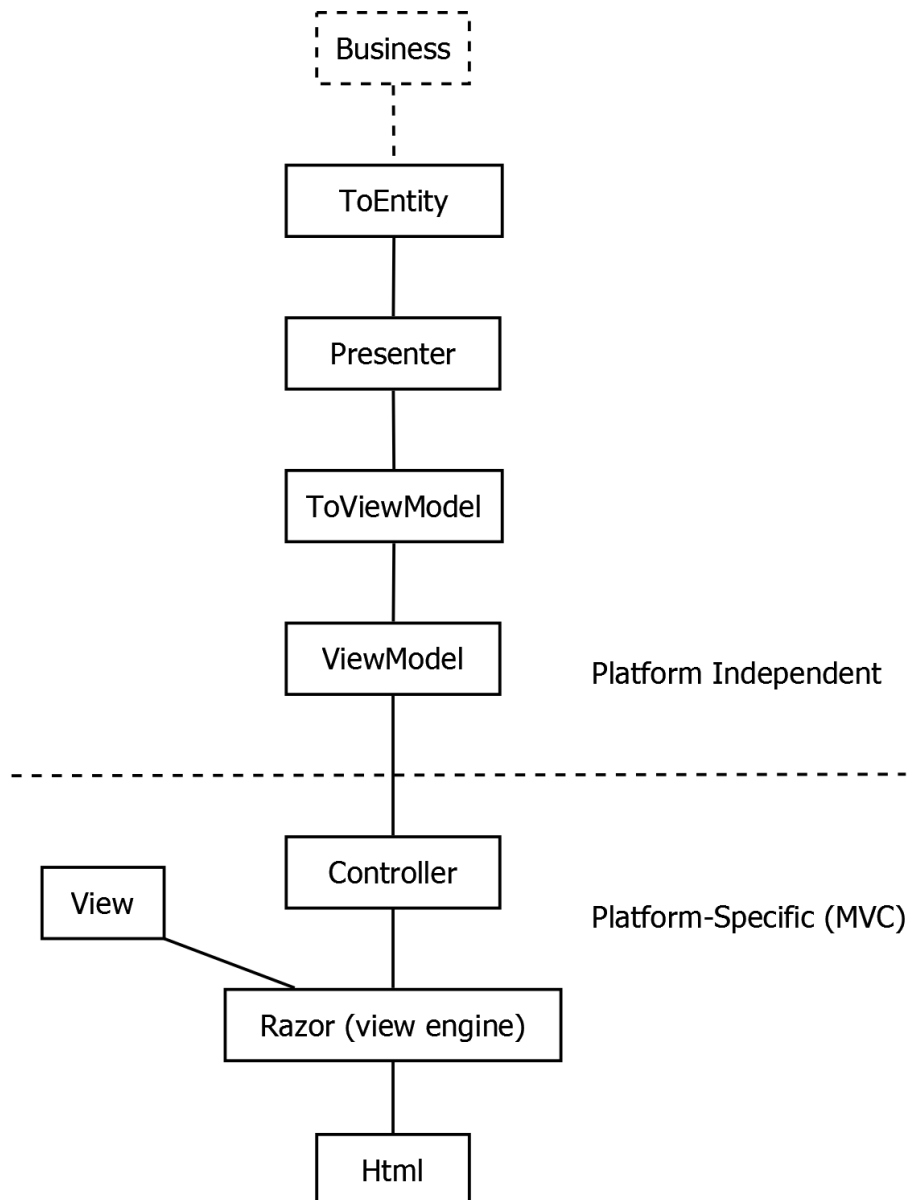 Business
ToEntity
Presenter
ToViewModel
ViewModel
Platform Independent
Controller
View
Platform-Specific (MVC)
Razor (view engine)
Html